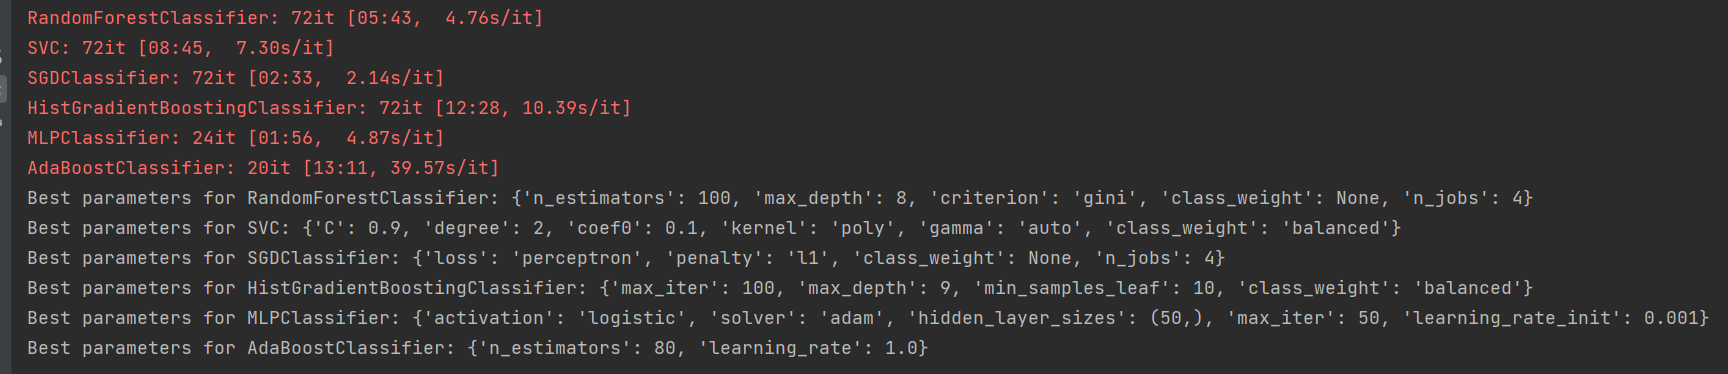 RandomForestClassifier: 72it [05:43,  4.76s/it]
SVC: 72it [08:45,  7.30s/it]
SGDClassifier: 72it [02:33,  2.14s/it]
HistGradientBoostingClassifier: 72it [12:28, 10.39s/it]
MLPClassifier: 24it [01:56,  4.87s/it]
AdaBoostClassifier: 20it [13:11, 39.57s/it]
Best parameters for RandomForestClassifier: {'n_estimators': 100, 'max_depth': 8, 'criterion': 'gini', 'class_weight': None, 'n_jobs': 4}
Best parameters for SVC: {'C': 0.9, 'degree': 2, 'coef0': 0.1, 'kernel': 'poly', 'gamma': 'auto', 'class_weight': 'balanced'}
Best parameters for SGDClassifier: {'loss': 'perceptron', 'penalty': 'l1', 'class_weight': None, 'n_jobs': 4}
Best parameters for HistGradientBoostingClassifier: {'max_iter': 100, 'max_depth': 9, 'min_samples_leaf': 10, 'class_weight': 'balanced'}
Best parameters for MLPClassifier: {'activation': 'logistic', 'solver': 'adam', 'hidden_layer_sizes': (50,), 'max_iter': 50, 'learning_rate_init': 0.001}
Best parameters for AdaBoostClassifier: {'n_estimators': 80, 'learning_rate': 1.0}